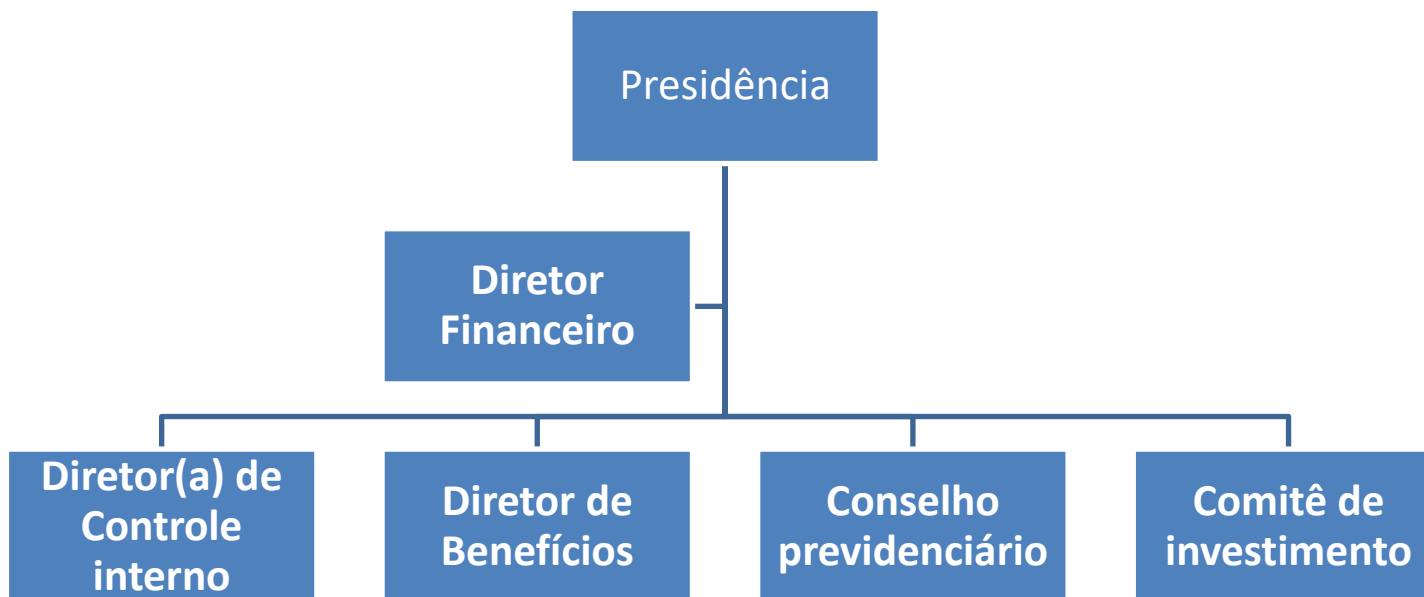 Presidência
Diretor
Financeiro
Diretor(a) de
Controle
interno
Diretor de
Benefícios
Conselho
previdenciário
Comitê de
investimento